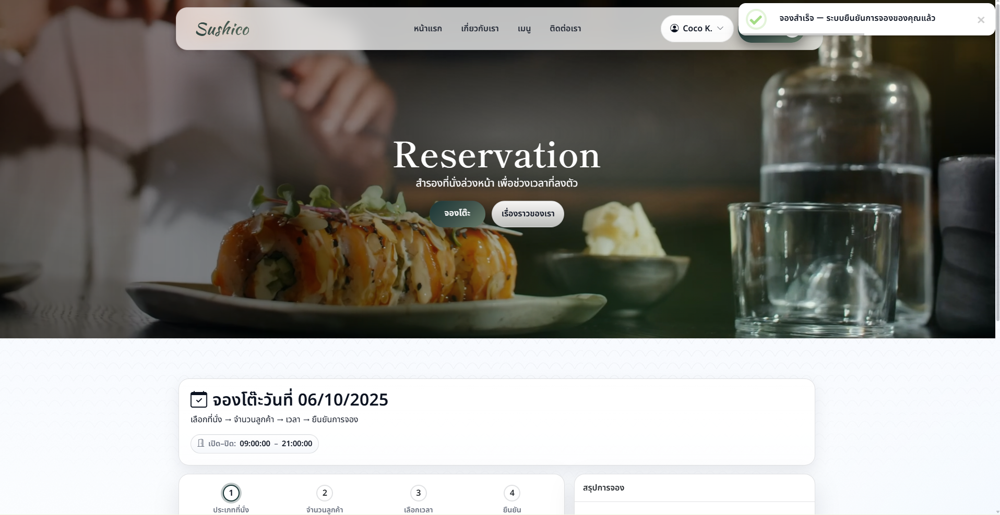 Sushico
หน้าแรก
เกี่ยวกับเรา
เมนู
ติดต่อเรา
Coco K.
จองสำเร็จ — ระบบยืนยันการจองของคุณแล้ว
Reservation
สำรองที่นั่งล่วงหน้า เพื่อช่วงเวลาที่ลงตัว
จองโต๊ะ
เรื่องราวของเรา
จองโต๊ะวันที่ 06/10/2025
เลือกที่นั่ง → จำนวนลูกค้า → เวลา → ยืนยันการจอง
เปิด–ปิด: 09:00:00 – 21:00:00
1
ประเภทที่นั่ง
2
จำนวนลูกค้า
3
เลือกเวลา
4
ยืนยัน
สรุปการจอง